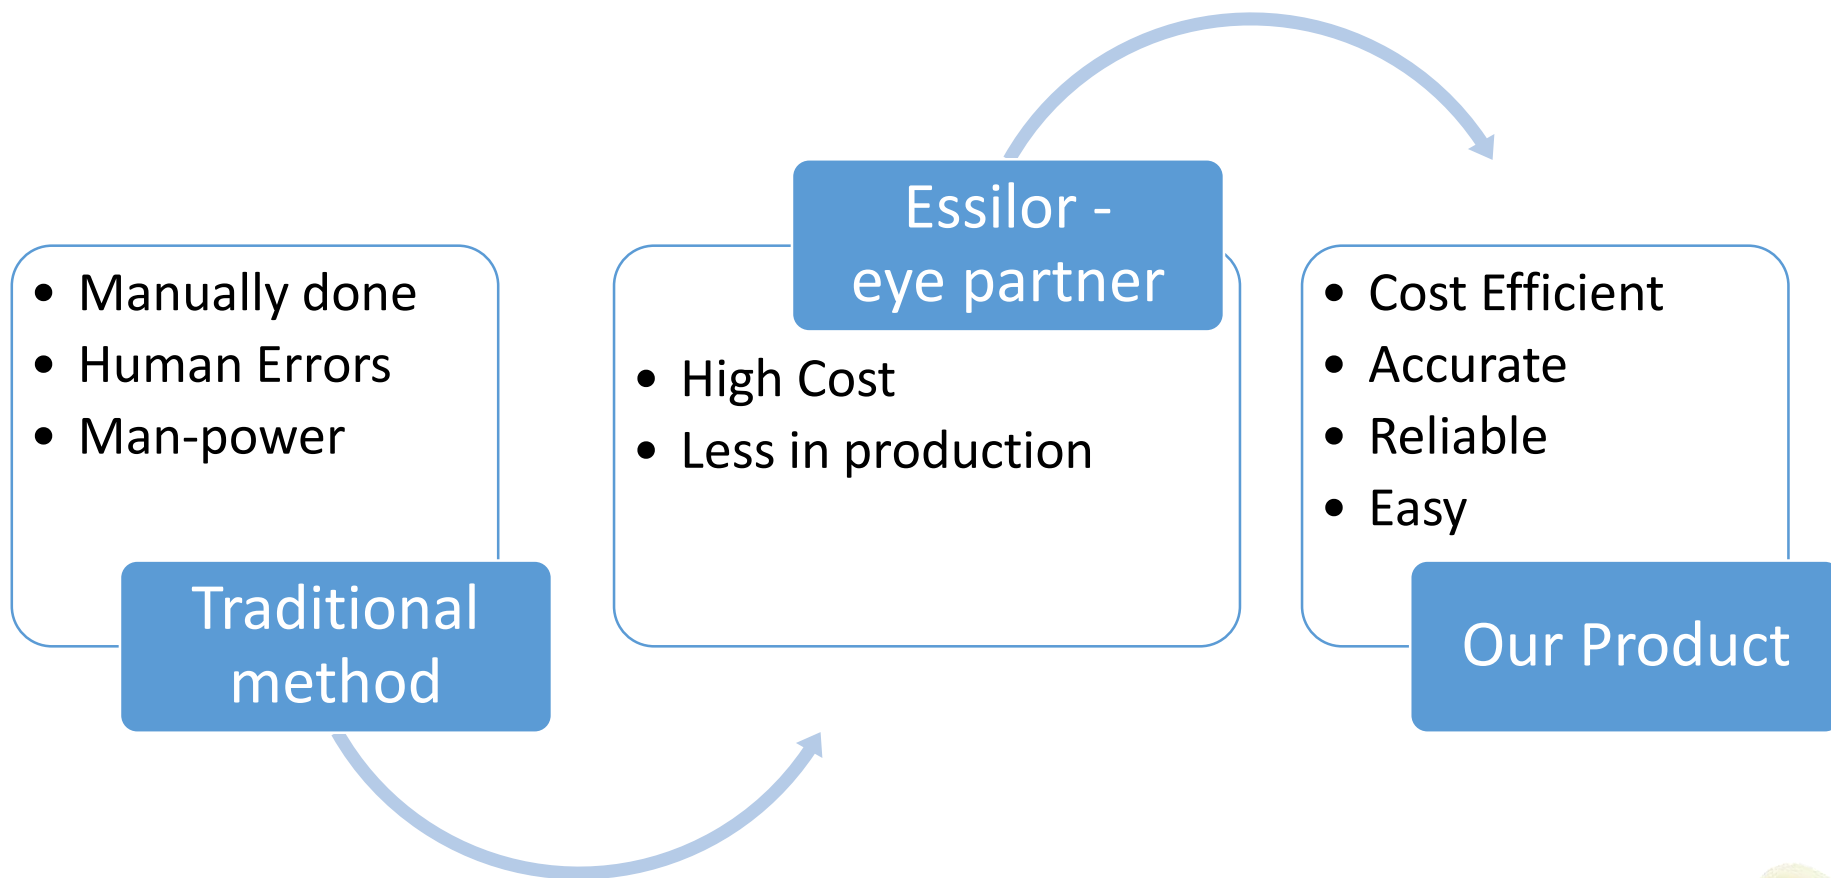 • Manually done
• Human Errors
• Man-power
Traditional
method
Essilor -
eye partner
• High Cost
• Less in production
• Cost Efficient
• Accurate
• Reliable
• Easy
Our Product